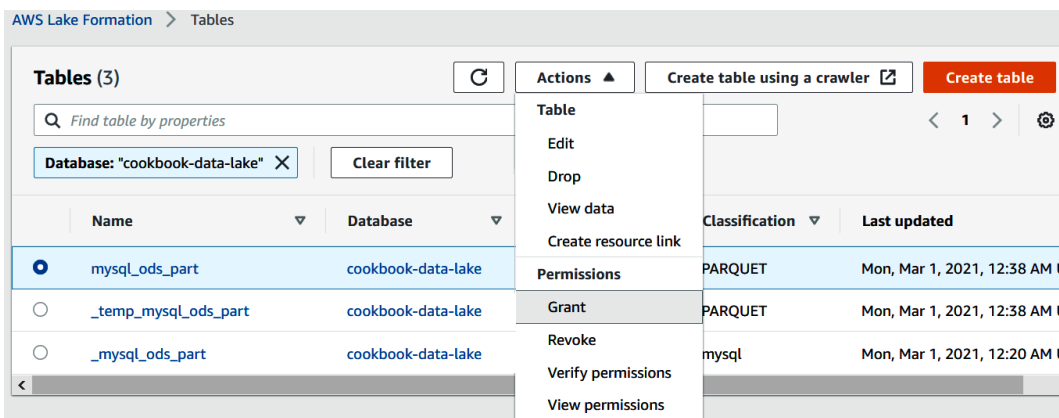 AWS Lake Formation > Tables
Tables (3)
Actions
Create table using a crawler
Create table
Find table by properties
1
Database: "cookbook-data-lake"
Clear filter
Table
Edit
Drop
View data
Create resource link
Permissions
Grant
Revoke
Verify permissions
View permissions
Name Database Classification Last updated
mysql_ods_part cookbook-data-lake PARQUET Mon, Mar 1, 2021, 12:38 AM
_temp_mysql_ods_part cookbook-data-lake PARQUET Mon, Mar 1, 2021, 12:38 AM
_mysql_ods_part cookbook-data-lake mysql Mon, Mar 1, 2021, 12:20 AM